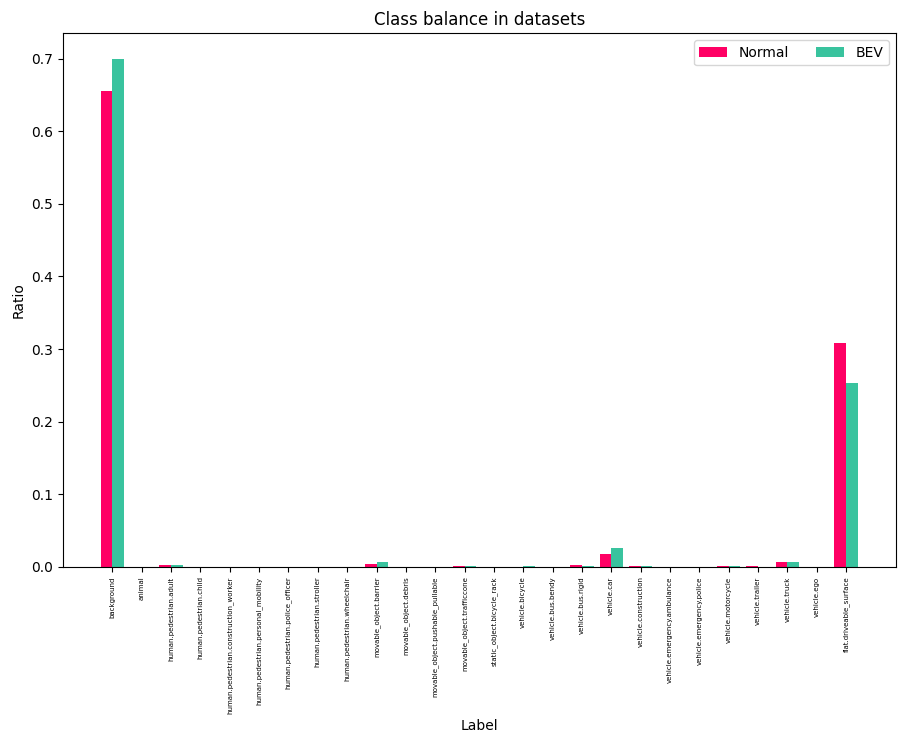 Class balance in datasets
Normal
BEV
Ratio
0.7
0.6
0.5
0.4
0.3
0.2
0.1
0.0
background
animal
human.pedestrian.adult
human.pedestrian.child
human.pedestrian.construction_worker
human.pedestrian.personal_mobility
human.pedestrian.police_officer
human.pedestrian.stroller
human.pedestrian.wheelchair
movable_object.barrier
movable_object.debris
movable_object.pushable_pullable
movable_object.trafficcone
static_object.bicycle_rack
vehicle.bicycle
vehicle.bus.bendy
vehicle.bus.rigid
vehicle.car
vehicle.construction
vehicle.emergency.ambulance
vehicle.emergency.police
vehicle.motorcycle
vehicle.trailer
vehicle.truck
vehicle.ego
flat.driveable_surface
Label